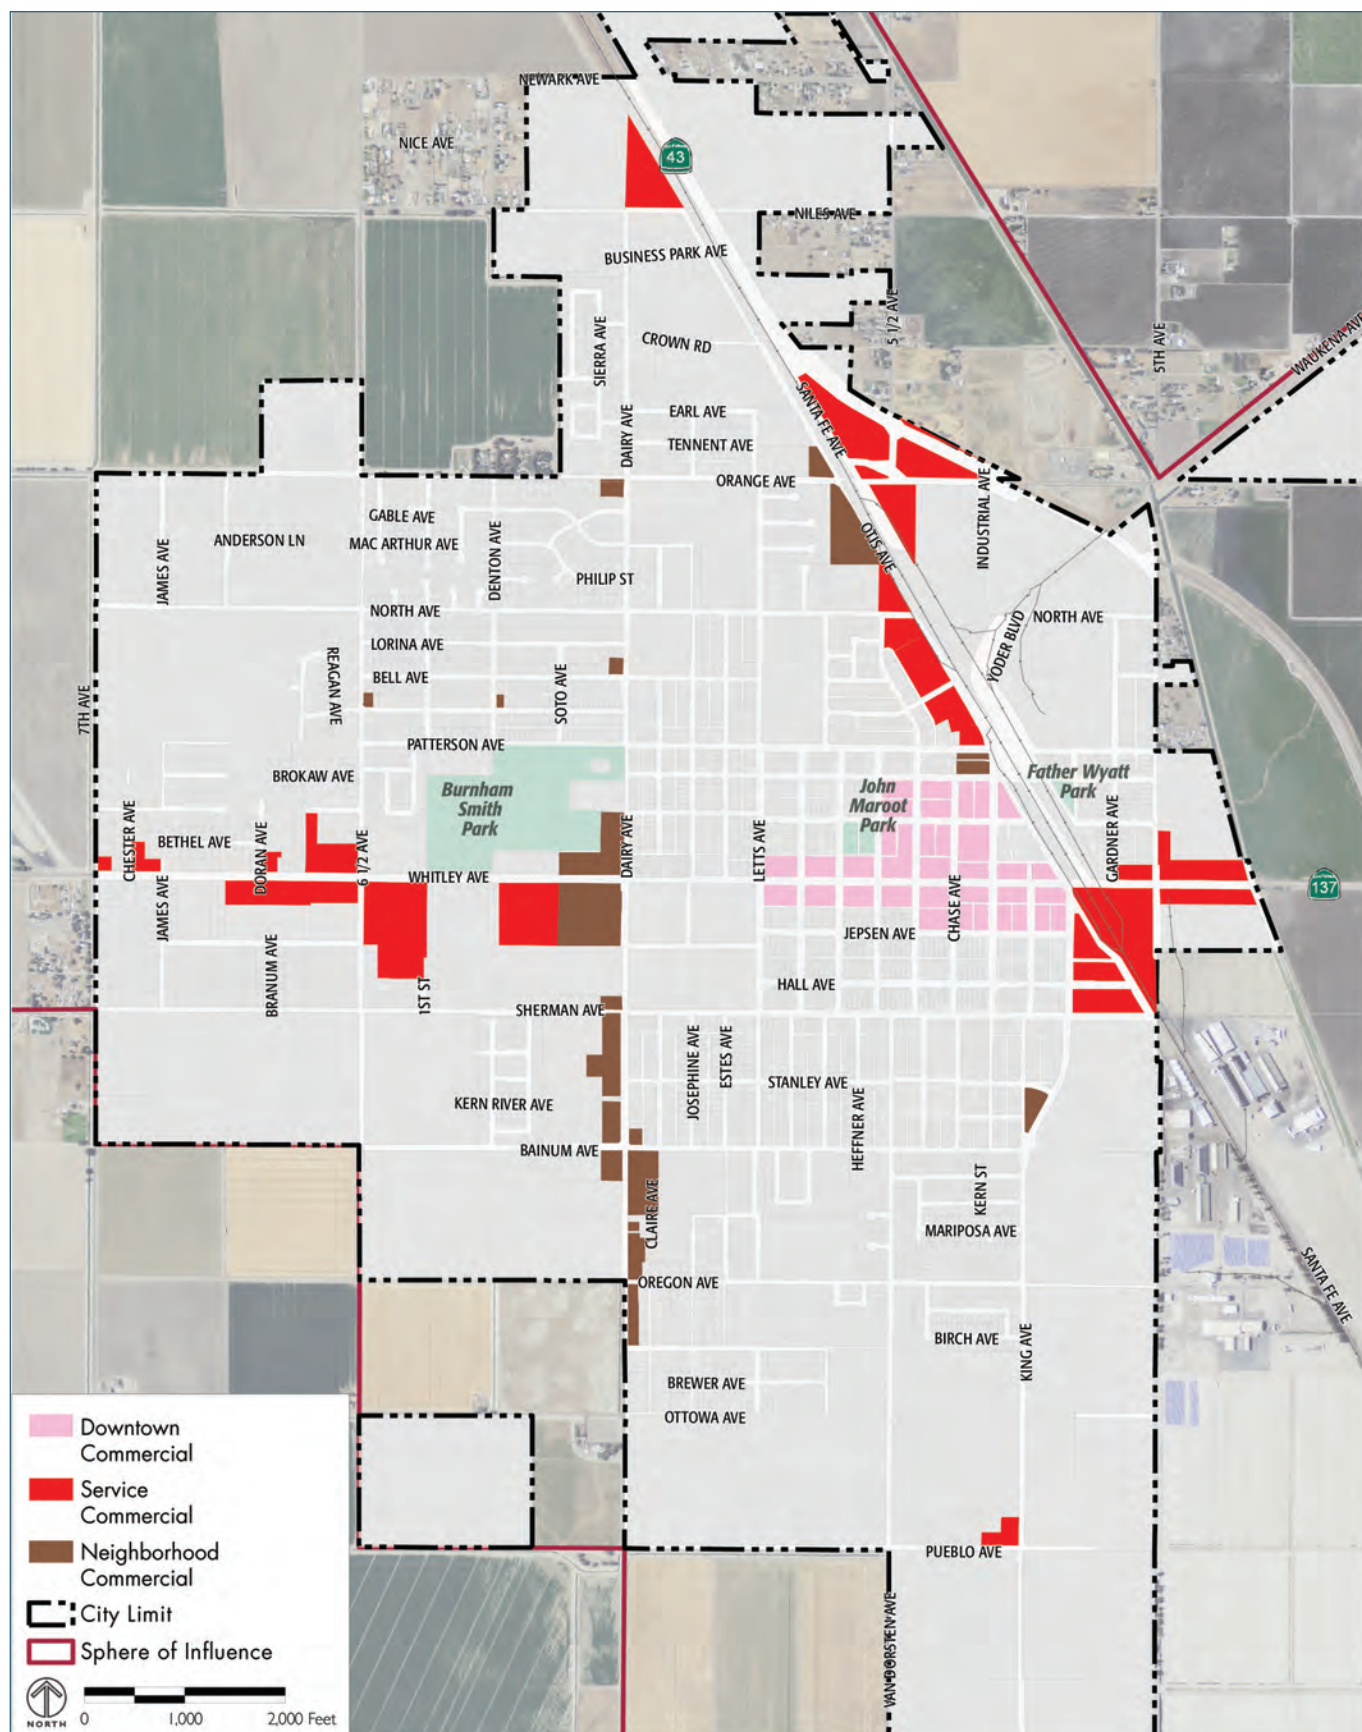 NEWARK AVE
NICE AVE
43
NILES AVE
BUSINESS PARK AVE
5 1/2 AVE
SIERRA AVE
CROWN RD
5TH AVE
WAUKENA AVE
SANTA FE AVE
EARL AVE
DAIRY AVE
TENNENT AVE
ORANGE AVE
INDUSTRIAL AVE
GABLE AVE
ANDERSON LN
MAC ARTHUR AVE
DENTON AVE
OTIS AVE
JAMES AVE
PHILIP ST
NORTH AVE
NORTH AVE
YODER BLVD
LORINA AVE
REAGAN AVE
BELL AVE
SOTO AVE
7TH AVE
PATTERSON AVE
BROKAW AVE
Burnham
Smith
Park
John
Maroot
Park
Father Wyatt
Park
CHESTER AVE
BETHEL AVE
DORAN AVE
6 1/2 AVE
DAIRY AVE
LETTS AVE
GARDNER AVE
WHITLEY AVE
137
JAMES AVE
CHASE AVE
JEPSEN AVE
BRANUM AVE
1ST ST
HALL AVE
SHERMAN AVE
JOSEPHINE AVE
ESTES AVE
STANLEY AVE
KERN RIVER AVE
HEFFNER AVE
BAINUM AVE
KERN ST
CLAIRE AVE
MARIPOSA AVE
SANTA FE AVE
OREGON AVE
BIRCH AVE
KING AVE
BREWER AVE
OTTOWA AVE
PUEBLO AVE
VAN DORSTEN AVE
Downtown
Commercial
Service
Commercial
Neighborhood
Commercial
City Limit
Sphere of Influence
NORTH
0 1,000 2,000 Feet